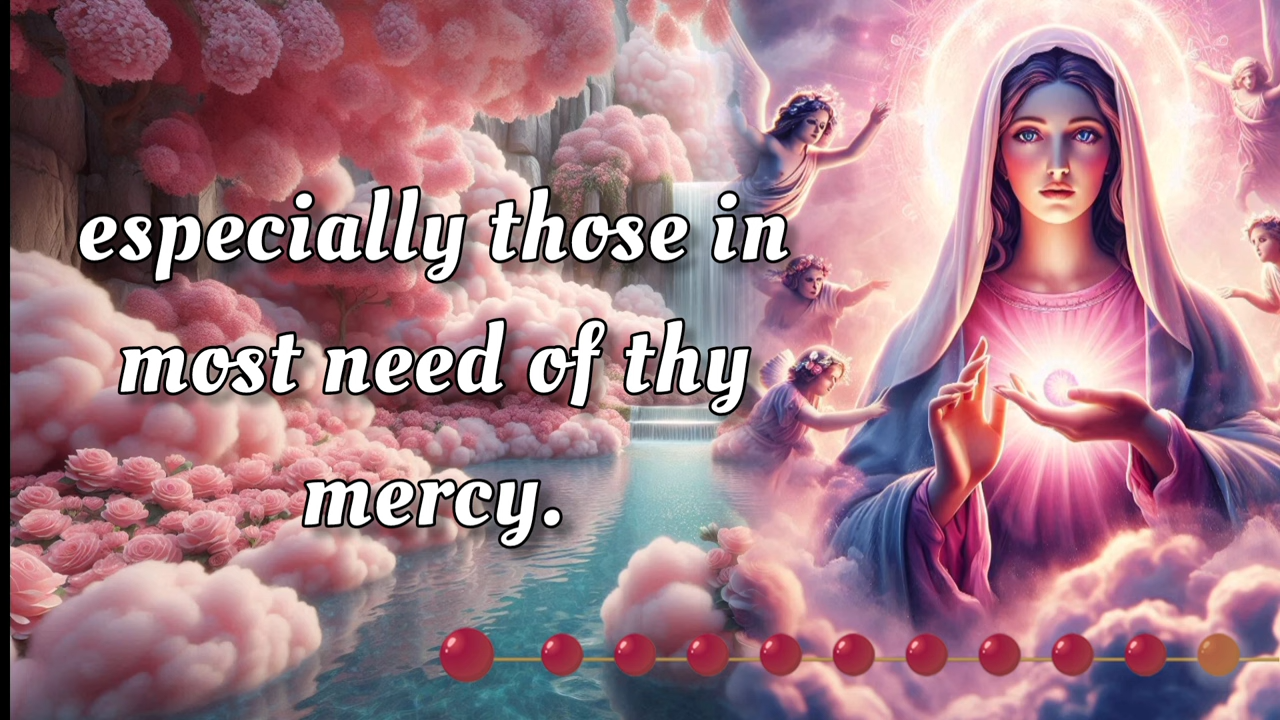 especially those in
most need of thy
mercy.